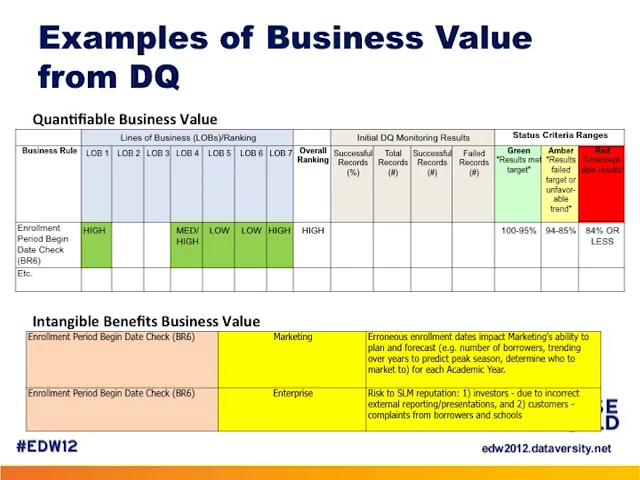 Examples of Business Value
from DQ
Quantifiable Business Value
Lines of Business (LOBs)/Ranking
Initial DQ Monitoring Results
Status Criteria Ranges
Business Rule
LOB 1
LOB 2
LOB 3
LOB 4
LOB 5
LOB 6
LOB 7
Overall
Ranking
Successful
Records
(%)
Total
Records
(#)
Successful
Records
(#)
Failed
Records
(#)
Green
"Results met
target"
Amber
"Results
failed
target or
unfavor-
able
trend"
Red
"Unaccept-
able results"
Enrollment
Period Begin
Date Check
(BR6)
HIGH
MED/
HIGH
LOW
LOW
HIGH
HIGH
100-95%
94-85%
84% OR
LESS
Etc.
Intangible Benefits Business Value
Enrollment Period Begin Date Check (BR6)
Marketing
Erroneous enrollment dates impact Marketing's ability to
plan and forecast (e.g. number of borrowers, trending
over years to predict peak season, determine who to
market to) for each Academic Year.
Enrollment Period Begin Date Check (BR6)
Enterprise
Risk to SLM reputation: 1) investors - due to incorrect
external reporting/presentations, and 2) customers -
complaints from borrowers and schools
#EDW12
edw2012.dataversity.net